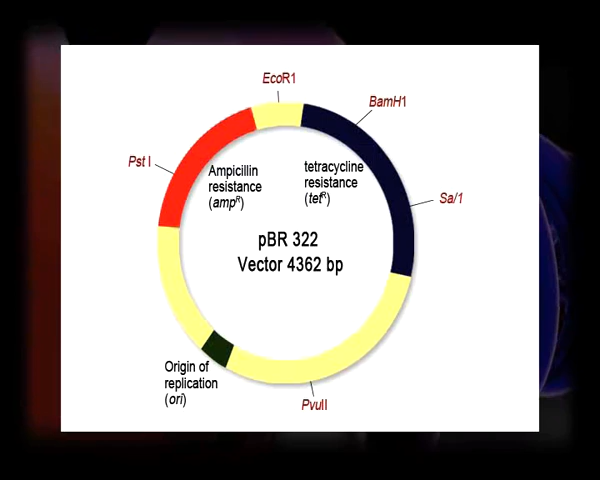 EcoR1
BamH1
Pst I
Ampicillin
resistance
(ampR)
tetracycline
resistance
(tetR)
Sa/1
pBR 322
Vector 4362 bp
Origin of
replication
(ori)
PvuII